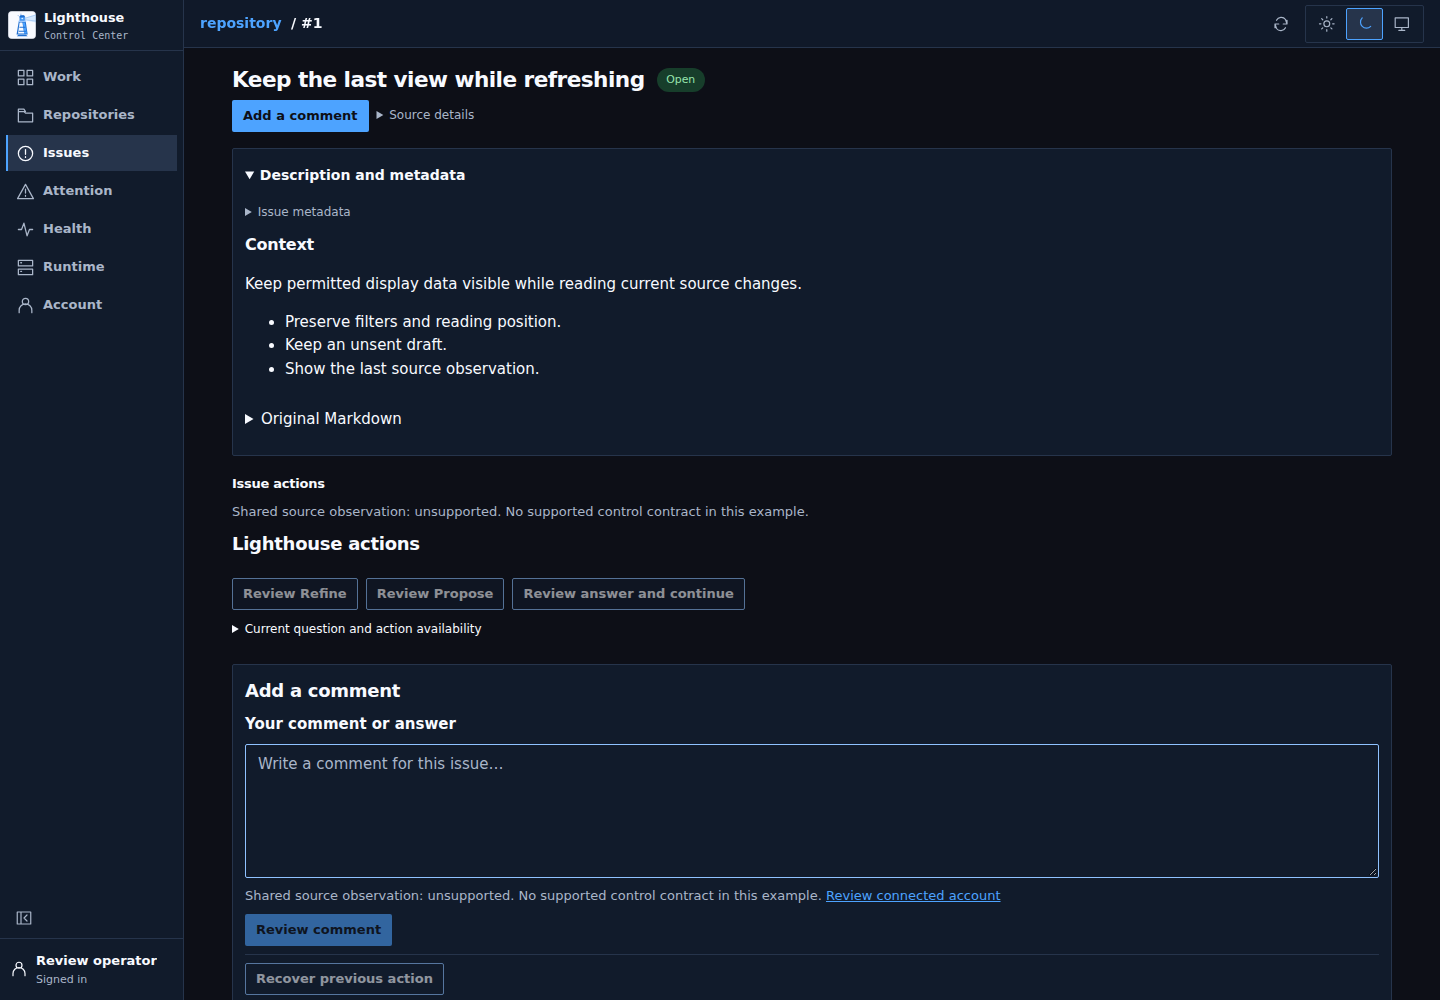 Lighthouse
Control Center
repository / #1
Work
Repositories
Issues
Attention
Health
Runtime
Account
Keep the last view while refreshing
Open
Add a comment
Source details
Description and metadata
Issue metadata
Context
Keep permitted display data visible while reading current source changes.
Preserve filters and reading position.
Keep an unsent draft.
Show the last source observation.
Original Markdown
Issue actions
Shared source observation: unsupported. No supported control contract in this example.
Lighthouse actions
Review Refine
Review Propose
Review answer and continue
Current question and action availability
Add a comment
Your comment or answer
Write a comment for this issue…
Shared source observation: unsupported. No supported control contract in this example. Review connected account
Review comment
Recover previous action
Review operator
Signed in